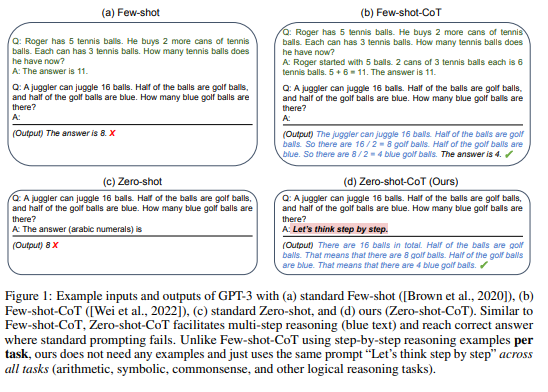 (a) Few-shot
Q: Roger has 5 tennis balls. He buys 2 more cans of tennis
balls. Each can has 3 tennis balls. How many tennis balls does
he have now?
A: The answer is 11.
Q: A juggler can juggle 16 balls. Half of the balls are golf balls,
and half of the golf balls are blue. How many blue golf balls are
there?
A:
(Output) The answer is 8. X
(b) Few-shot-CoT
Q: Roger has 5 tennis balls. He buys 2 more cans of tennis
balls. Each can has 3 tennis balls. How many tennis balls does
he have now?
A: Roger started with 5 balls. 2 cans of 3 tennis balls each is 6
tennis balls. 5 + 6 = 11. The answer is 11.
Q: A juggler can juggle 16 balls. Half of the balls are golf balls,
and half of the golf balls are blue. How many blue golf balls are
there?
A:
(Output) The juggler can juggle 16 balls. Half of the balls are golf
balls. So there are 16 / 2 = 8 golf balls. Half of the golf balls are
blue. So there are 8 / 2 = 4 blue golf balls. The answer is 4. ✓
(c) Zero-shot
Q: A juggler can juggle 16 balls. Half of the balls are golf balls,
and half of the golf balls are blue. How many blue golf balls are
there?
A: The answer (arabic numerals) is
(Output) 8 X
(d) Zero-shot-CoT (Ours)
Q: A juggler can juggle 16 balls. Half of the balls are golf balls,
and half of the golf balls are blue. How many blue golf balls are
there?
A: Let's think step by step.
(Output) There are 16 balls in total. Half of the balls are golf
balls. That means that there are 8 golf balls. Half of the golf balls
are blue. That means that there are 4 blue golf balls. ✓
Figure 1: Example inputs and outputs of GPT-3 with (a) standard Few-shot ([Brown et al., 2020]), (b)
Few-shot-CoT ([Wei et al., 2022]), (c) standard Zero-shot, and (d) ours (Zero-shot-CoT). Similar to
Few-shot-CoT, Zero-shot-CoT facilitates multi-step reasoning (blue text) and reach correct answer
where standard prompting fails. Unlike Few-shot-CoT using step-by-step reasoning examples per
task, ours does not need any examples and just uses the same prompt “Let's think step by step” across
all tasks (arithmetic, symbolic, commonsense, and other logical reasoning tasks).